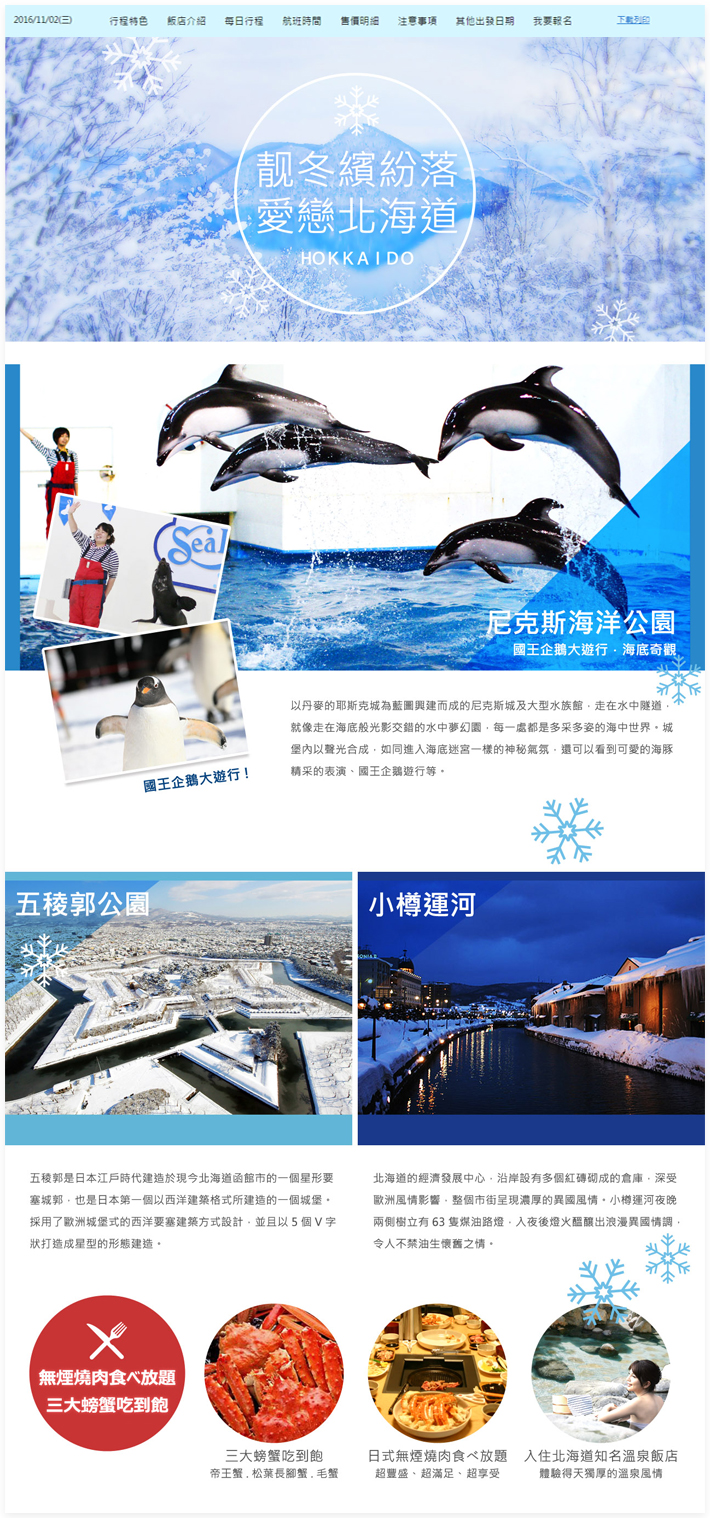 2016/11/02(三) 行程特色 飯店介紹 每日行程 航班時間 售價明細 注意事項 其他出發日期 我要報名 下載列印
靚冬繽紛落
愛戀北海道
HOKKAIDO
Seal
尼克斯海洋公園
國王企鵝大遊行．海底奇觀
國王企鵝大遊行！
以丹麥的耶斯克城為藍圖興建而成的尼克斯城及大型水族館，走在水中隧道，
就像走在海底般光影交錯的水中夢幻園，每一處都是多采多姿的海中世界。城
堡內以聲光合成，如同進入海底迷宮一樣的神秘氣氛，還可以看到可愛的海豚
精采的表演、國王企鵝遊行等。
五稜郭公園
小樽運河
五稜郭是日本江戶時代建造於現今北海道函館市的一個星形要
塞城郭，也是日本第一個以西洋建築格式所建造的一個城堡。
採用了歐洲城堡式的西洋要塞建築方式設計，並且以 5 個 V 字
狀打造成星型的形態建造。
北海道的經濟發展中心，沿岸設有多個紅磚砌成的倉庫，深受
歐洲風情影響，整個市街呈現濃厚的異國風情。小樽運河夜晚
兩側樹立有 63 隻煤油路燈，入夜後燈火醞釀出浪漫異國情調，
令人不禁油生懷舊之情。
無煙燒肉食べ放題
三大螃蟹吃到飽
三大螃蟹吃到飽
帝王蟹 . 松葉長腳蟹 . 毛蟹
日式無煙燒肉食べ放題
超豐盛、超滿足、超享受
入住北海道知名溫泉飯店
體驗得天獨厚的溫泉風情